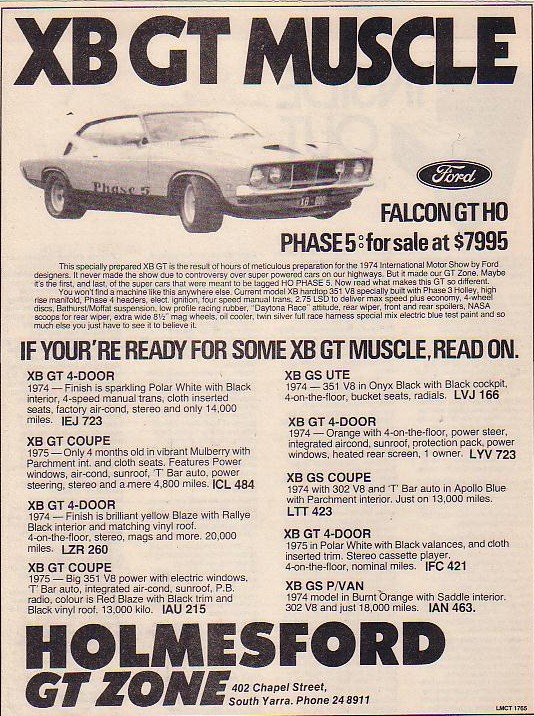 XB GT MUSCLE
Phase 5
XB - 000
Ford
FALCON GT HO
PHASE 5: for sale at $7995
This specially prepared XB GT is the result of hours of meticulous preparation for the 1974 International Motor Show by Ford
designers. It never made the show due to controversy over super powered cars on our highways. But it made our GT Zone. Maybe
it's the first, and last, of the super cars that were meant to be lagged HO PHASE 5. Now read what makes this GT so different.
You won't find a machine like this anywhere else. Current model XB hardtop 351 V8 specially built with Phase 3 Holley, high
rise manifold, Phase 4 headers, elect. ignition, four speed manual trans, 2.75 LSD to deliver max speed plus economy, 4-wheel
discs, Bathurst/Moffat suspension, low profile racing rubber, "Daytona Race" attitude, rear wiper, front and rear spoilers, NASA
scoops for rear wiper, extra wide 8½" mag wheels, oil cooler, twin silver full race harness special mix electric blue test paint and so
much else you just have to see it to believe it.
IF YOUR'RE READY FOR SOME XB GT MUSCLE, READ ON.
XB GT 4-DOOR
1974 — Finish is sparkling Polar White with Black
interior, 4-speed manual trans, cloth inserted
seats, factory air-cond, stereo and only 14,000
miles. IEJ 723
XB GT COUPE
1975 — Only 4 months old in vibrant Mulberry with
Parchment int. and cloth seats. Features Power
windows, air-cond, sunroof, 'T' Bar auto, power
steering, stereo and a mere 4,800 miles. ICL 484
XB GT 4-DOOR
1974 — Finish is brilliant yellow Blaze with Rallye
Black interior and matching vinyl roof.
4-on-the-floor, stereo, mags and more. 20,000
miles. LZR 260
XB GT COUPE
1975 — Big 351 V8 power with electric windows,
'T' Bar auto, integrated air-cond, sunroof, P.B.
radio, colour is Red Blaze with Black trim and
Black vinyl roof. 13,000 kilo. IAU 215
XB GS UTE
1974 — 351 V8 in Onyx Black with Black cockpit,
4-on-the-floor, bucket seats, radials. LVJ 166
XB GT 4-DOOR
1974 — Orange with 4-on-the-floor, power steer,
integrated aircond, sunroof, protection pack, power
windows, heated rear screen, 1 owner. LYV 723
XB GS COUPE
1974 with 302 V8 and 'T' Bar auto in Apollo Blue
with Parchment interior. Just on 13,000 miles.
LTT 423
XB GT 4-DOOR
1975 in Polar White with Black valances, and cloth
inserted trim. Stereo cassette player,
4-on-the-floor, nominal miles. IFC 421
XB GS P/VAN
1974 model in Burnt Orange with Saddle interior.
302 V8 and just 18,000 miles. IAN 463.
HOLMESFORD
GT ZONE
402 Chapel Street,
South Yarra. Phone 24 8911
LMCT 1765